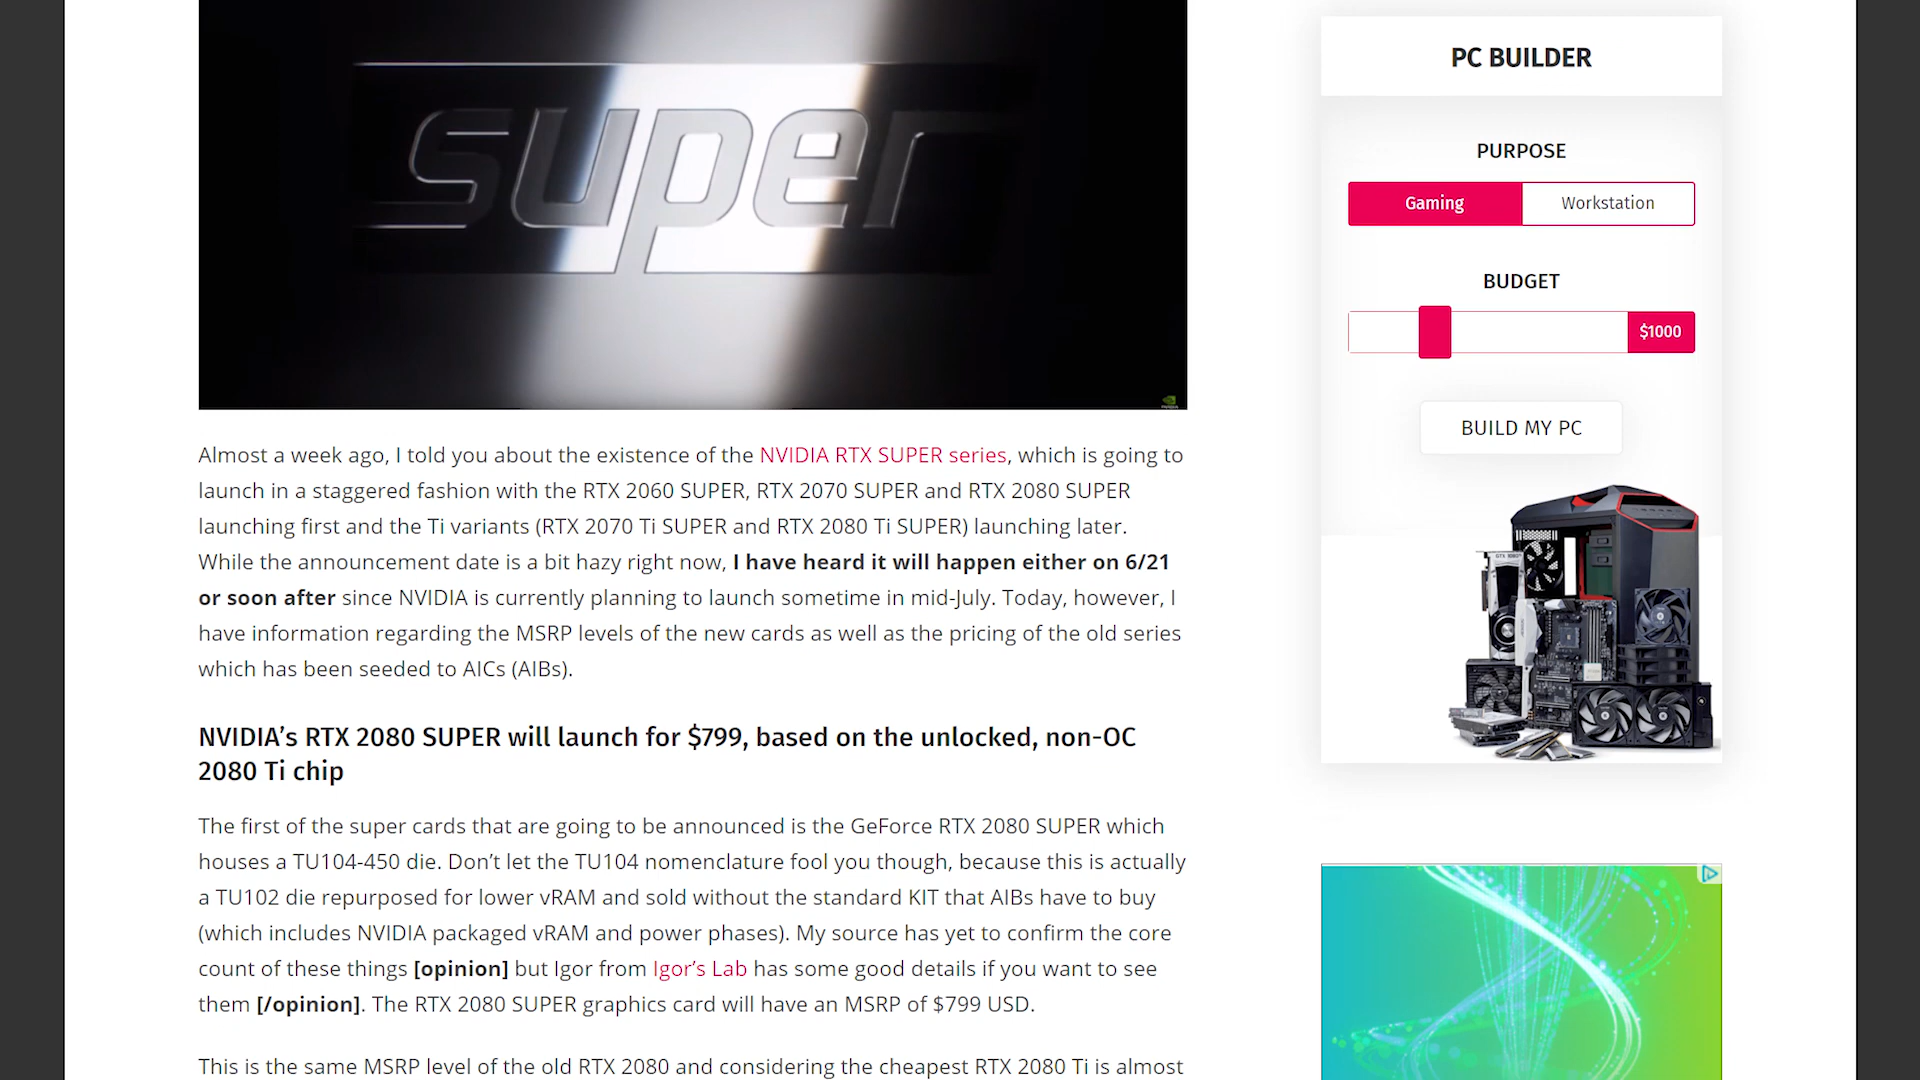 super
Almost a week ago, I told you about the existence of the NVIDIA RTX SUPER series, which is going to
launch in a staggered fashion with the RTX 2060 SUPER, RTX 2070 SUPER and RTX 2080 SUPER
launching first and the Ti variants (RTX 2070 Ti SUPER and RTX 2080 Ti SUPER) launching later.
While the announcement date is a bit hazy right now, I have heard it will happen either on 6/21
or soon after since NVIDIA is currently planning to launch sometime in mid-July. Today, however, I
have information regarding the MSRP levels of the new cards as well as the pricing of the old series
which has been seeded to AICs (AIBs).
NVIDIA’s RTX 2080 SUPER will launch for $799, based on the unlocked, non-OC
2080 Ti chip
The first of the super cards that are going to be announced is the GeForce RTX 2080 SUPER which
houses a TU104-450 die. Don’t let the TU104 nomenclature fool you though, because this is actually
a TU102 die repurposed for lower vRAM and sold without the standard KIT that AIBs have to buy
(which includes NVIDIA packaged vRAM and power phases). My source has yet to confirm the core
count of these things [opinion] but Igor from Igor’s Lab has some good details if you want to see
them [/opinion]. The RTX 2080 SUPER graphics card will have an MSRP of $799 USD.
This is the same MSRP level of the old RTX 2080 and considering the cheapest RTX 2080 Ti is almost
PC BUILDER
PURPOSE
Gaming
Workstation
BUDGET
$1000
BUILD MY PC